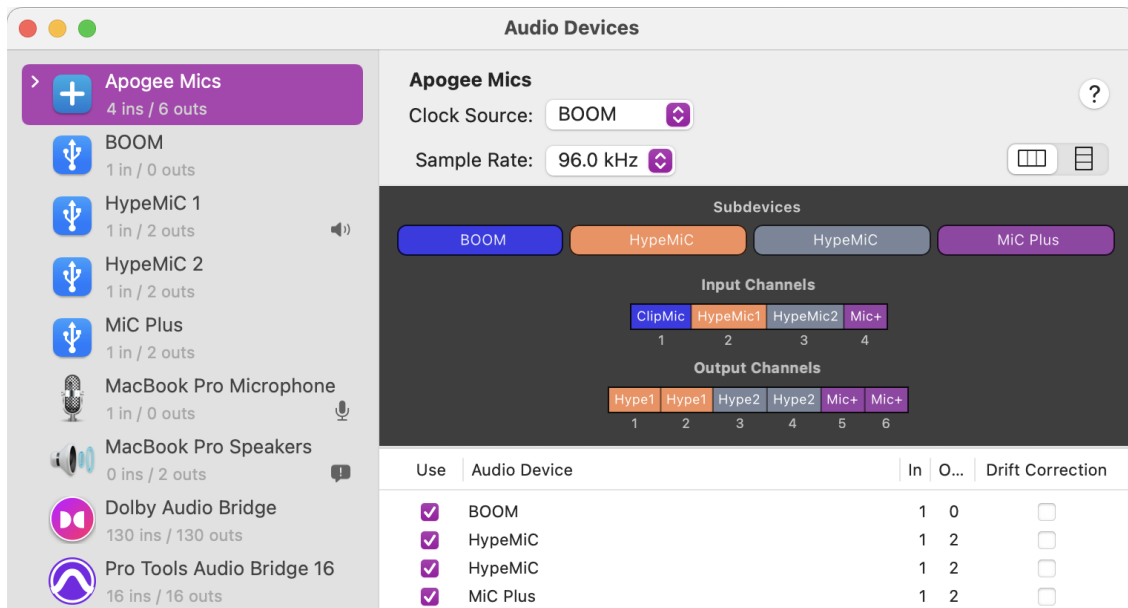 Audio Devices
Apogee Mics
4 ins / 6 outs
BOOM
1 in / 0 outs
HypeMiC 1
1 in / 2 outs
HypeMiC 2
1 in / 2 outs
MiC Plus
1 in / 2 outs
MacBook Pro Microphone
1 in / 0 outs
MacBook Pro Speakers
0 ins / 2 outs
Dolby Audio Bridge
130 ins / 130 outs
Pro Tools Audio Bridge 16
16 ins / 16 outs
Apogee Mics
?
Clock Source: BOOM
Sample Rate: 96.0 kHz
Subdevices
BOOM HypeMiC HypeMiC MiC Plus
Input Channels
ClipMic HypeMic1 HypeMic2 Mic+
1 2 3 4
Output Channels
Hype1 Hype1 Hype2 Hype2 Mic+ Mic+
1 2 3 4 5 6
Use Audio Device In O... Drift Correction
BOOM 1 0
HypeMiC 1 2
HypeMiC 1 2
MiC Plus 1 2